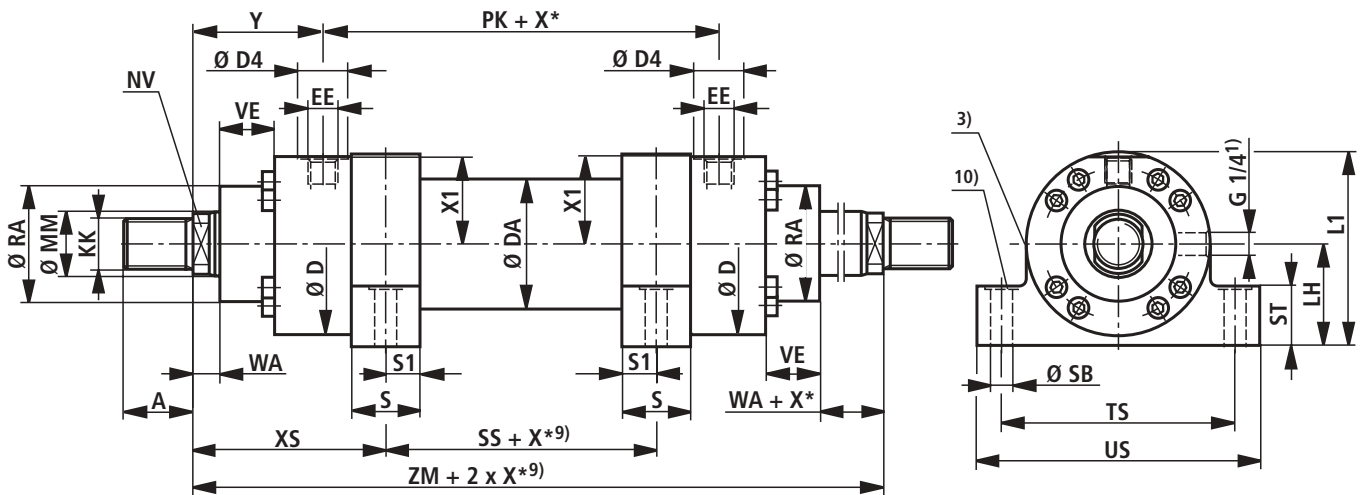 Y
PK + X*
Ø D4
Ø D4
NV
EE
EE
VE
3)
10)
G 1/4¹⁾
X1
X1
L1
Ø RA
Ø MM
KK
Ø DA
Ø RA
Ø D
Ø D
LH
ST
WA
S1
S1
VE
A
S
S
WA + X*
Ø SB
TS
XS
SS + X*⁹⁾
US
ZM + 2 x X*⁹⁾